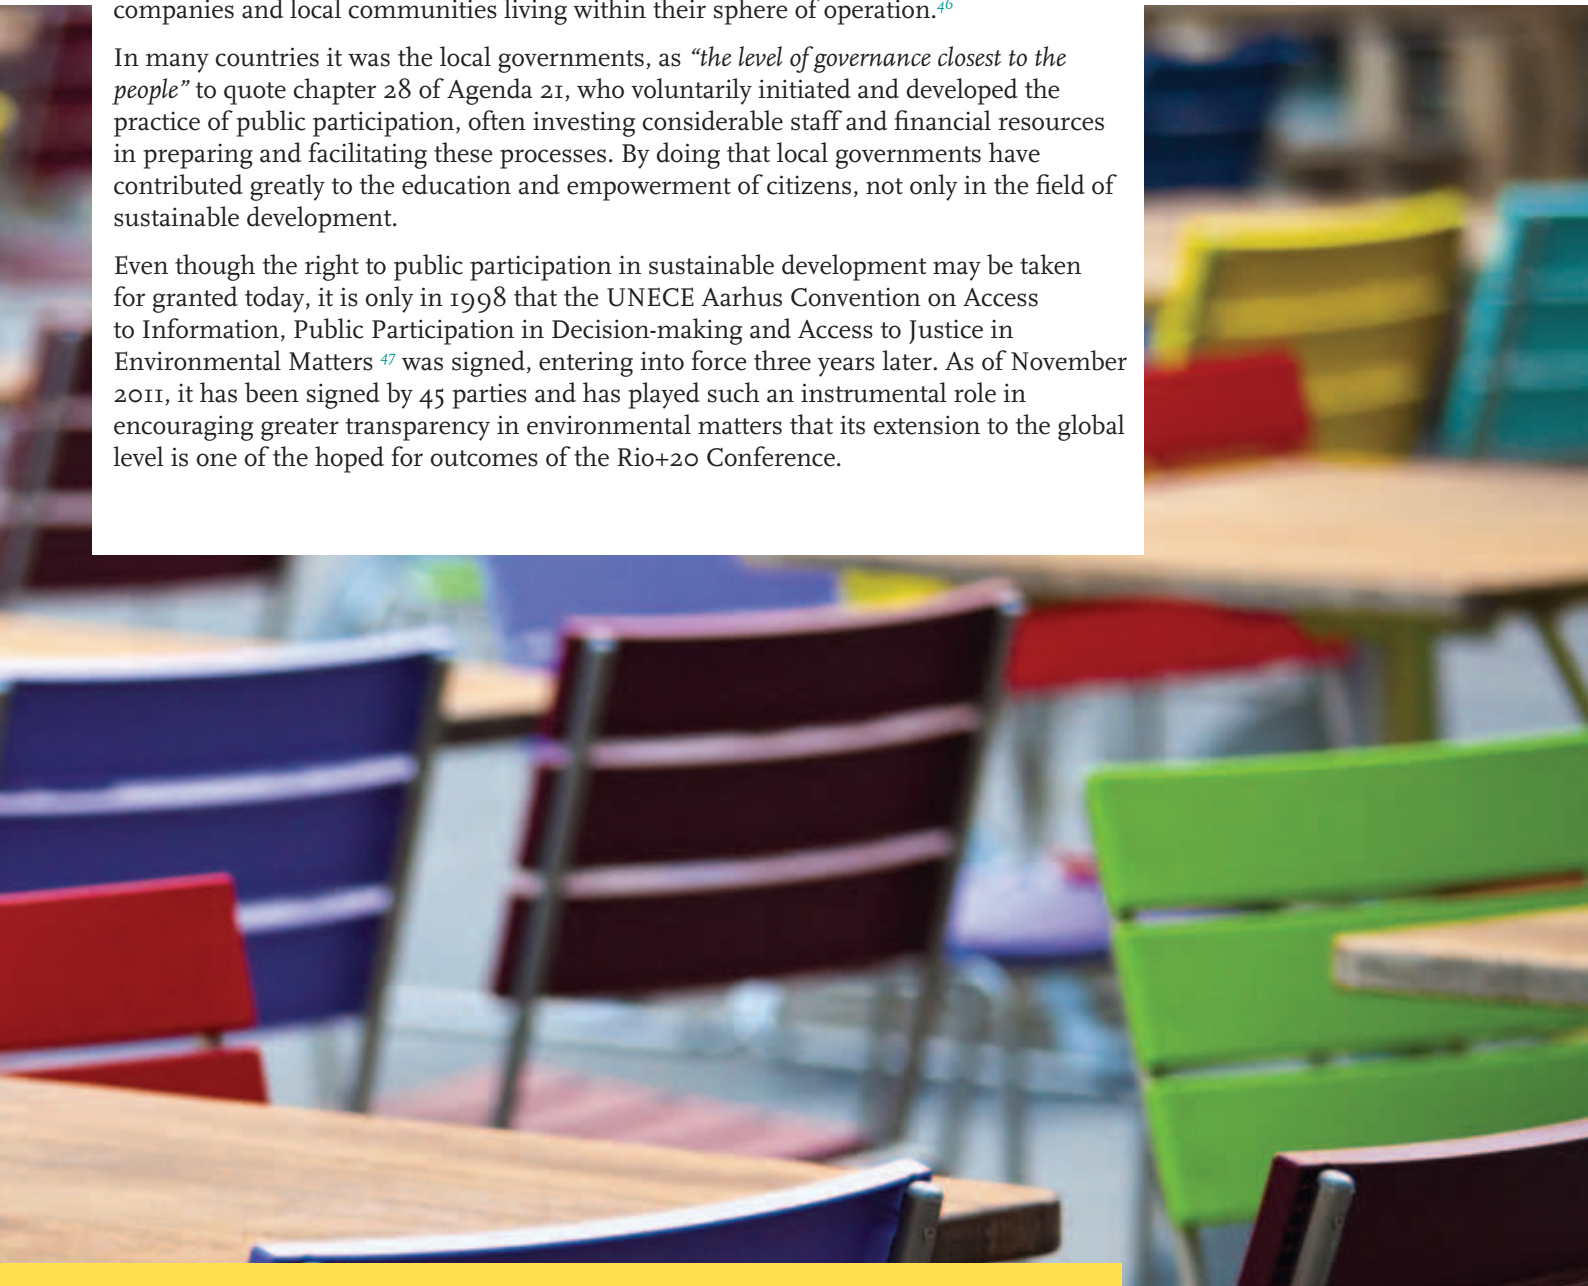 companies and local communities living within their sphere of operation.46
In many countries it was the local governments, as “the level of governance closest to the
people” to quote chapter 28 of Agenda 21, who voluntarily initiated and developed the
practice of public participation, often investing considerable staff and financial resources
in preparing and facilitating these processes. By doing that local governments have
contributed greatly to the education and empowerment of citizens, not only in the field of
sustainable development.
Even though the right to public participation in sustainable development may be taken
for granted today, it is only in 1998 that the UNECE Aarhus Convention on Access
to Information, Public Participation in Decision-making and Access to Justice in
Environmental Matters 47 was signed, entering into force three years later. As of November
2011, it has been signed by 45 parties and has played such an instrumental role in
encouraging greater transparency in environmental matters that its extension to the global
level is one of the hoped for outcomes of the Rio+20 Conference.